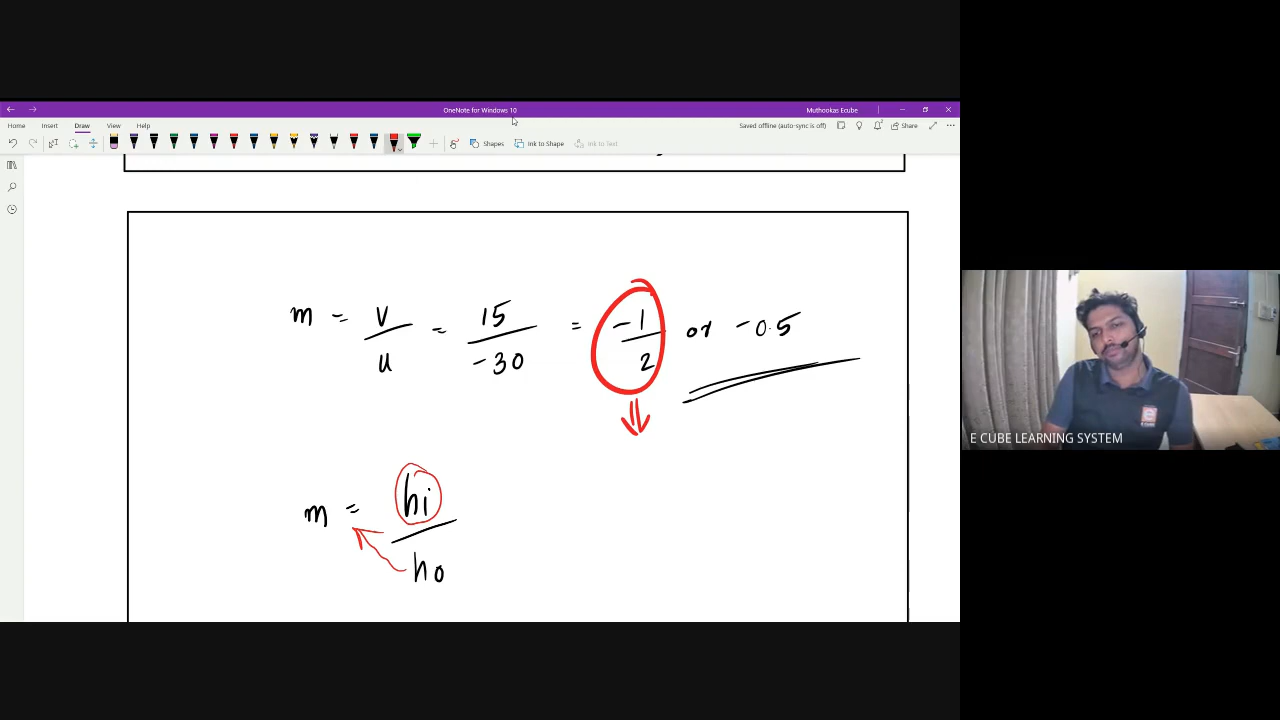 OneNote for Windows 10
Muthookas Ecube
Home Insert Draw View Help
Saved offline (auto-sync is off)
Share
Shapes
Ink to Shape
Ink to Text
m = v/u = 15/-30 = -1/2 or -0.5
m = hi/ho
E CUBE LEARNING SYSTEM
E CUBE